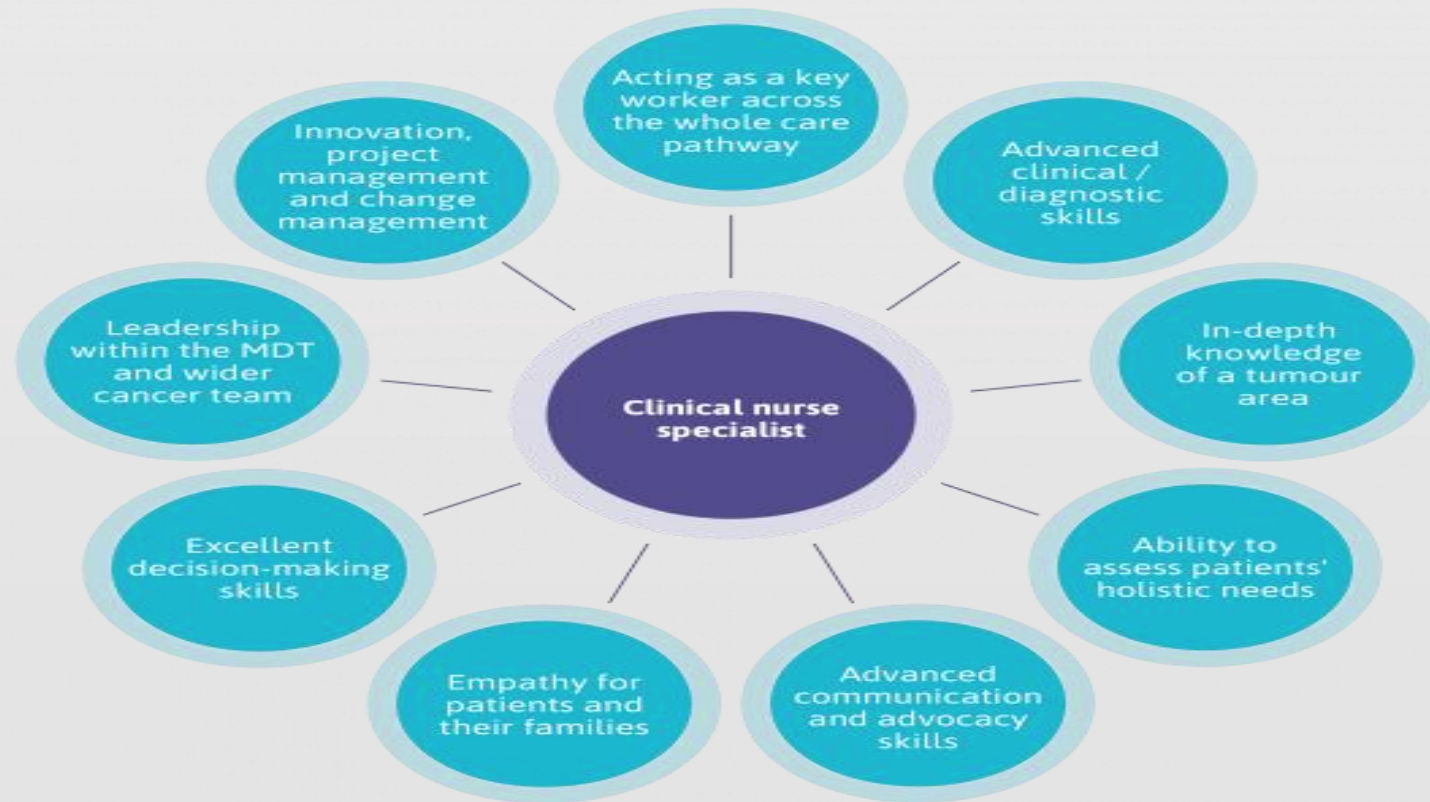 Acting as a key
worker across
the whole care
pathway
Advanced
clinical /
diagnostic
skills
In-depth
knowledge
of a tumour
area
Ability to
assess patients'
holistic needs
Advanced
communication
and advocacy
skills
Empathy for
patients and
their families
Excellent
decision-making
skills
Leadership
within the MDT
and wider
cancer team
Innovation,
project
management
and change
management
Clinical nurse
specialist